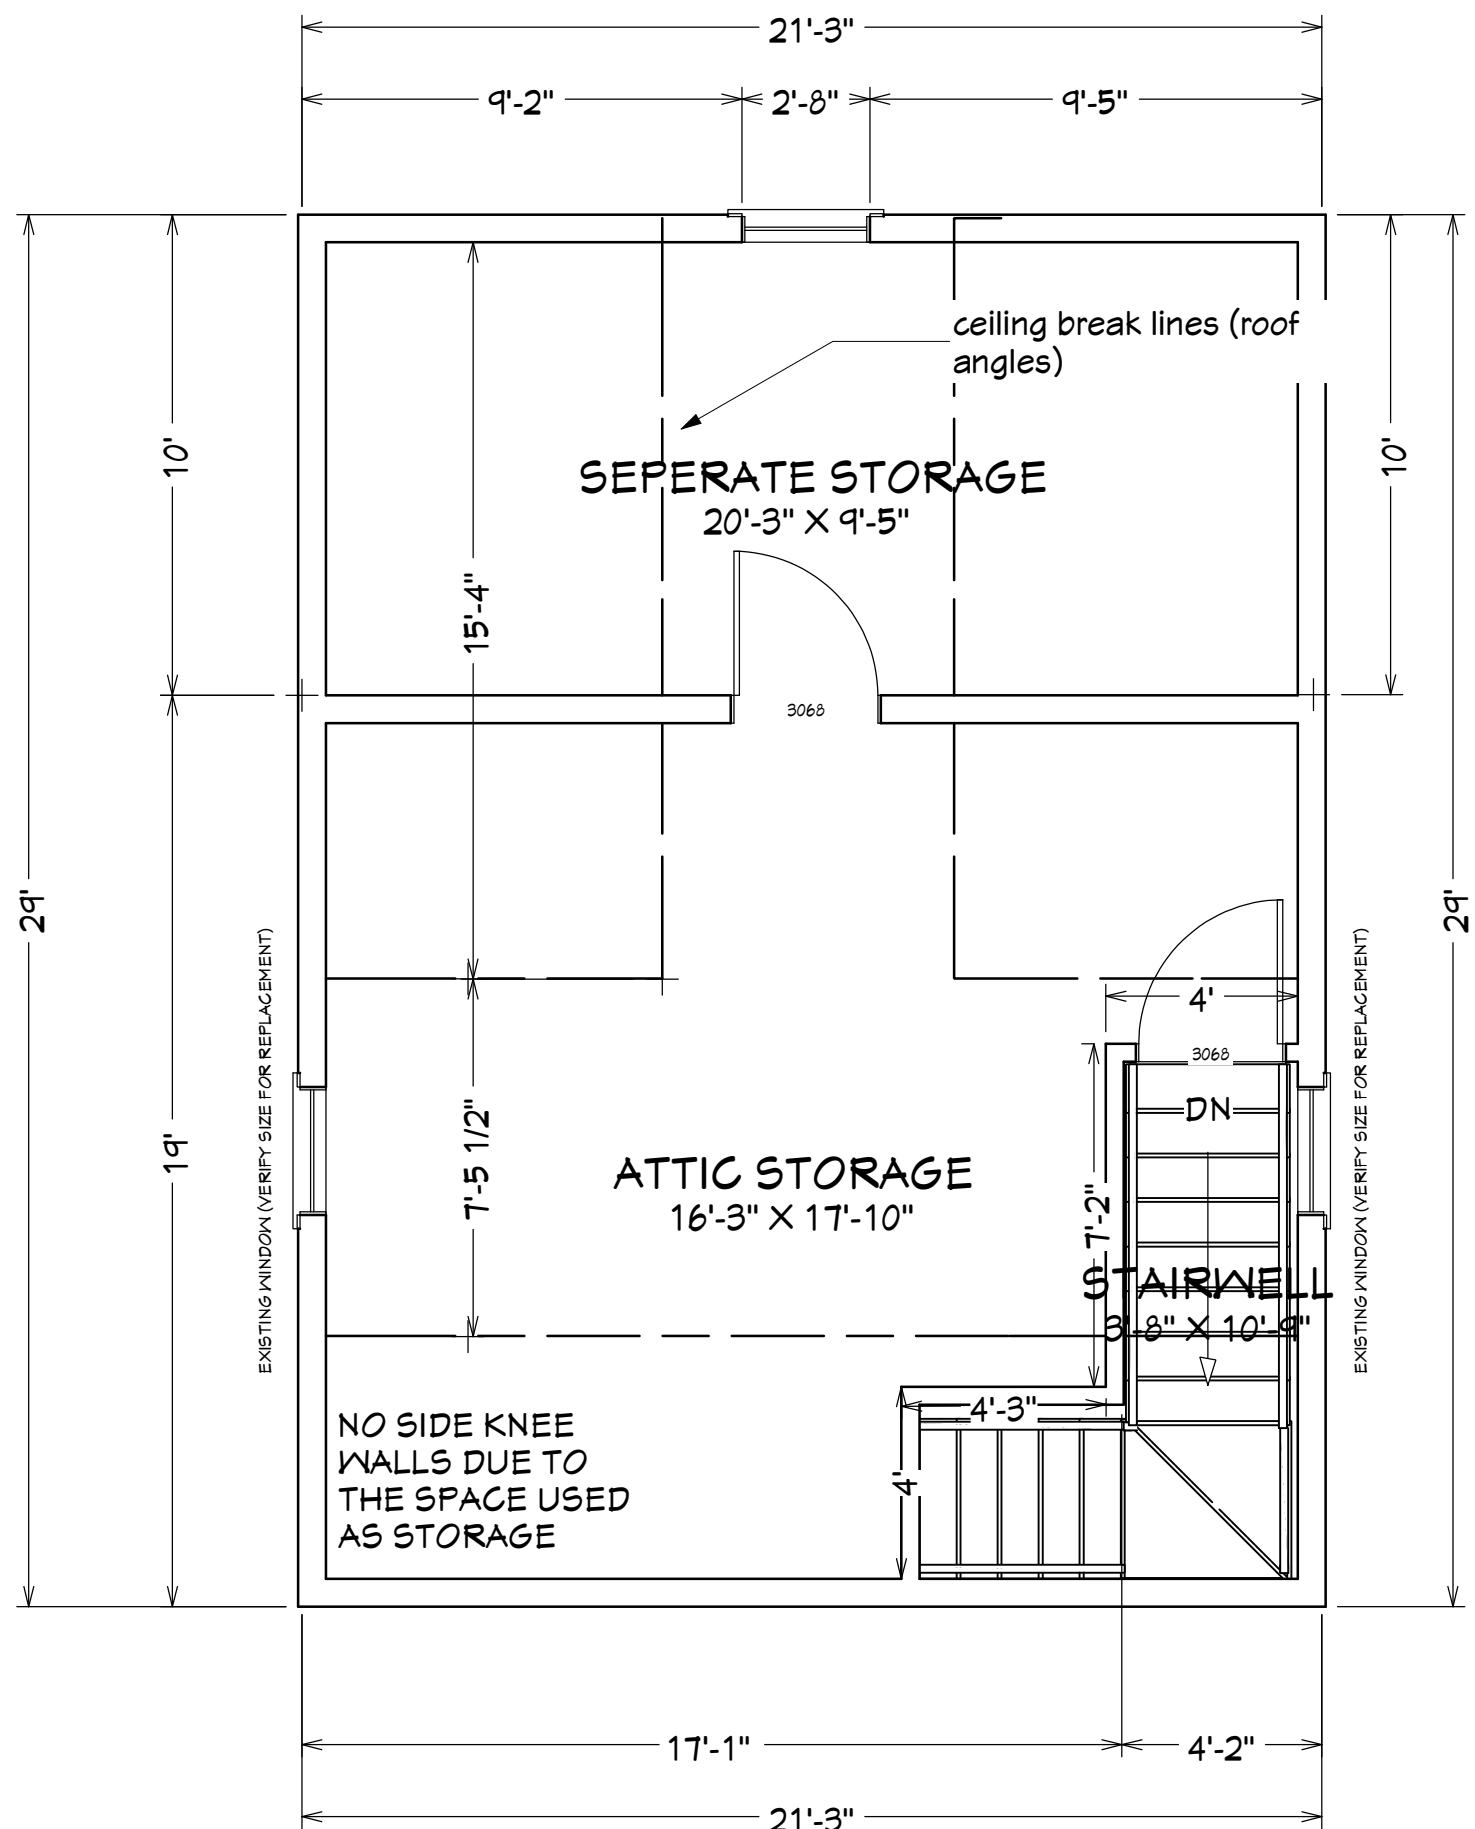 21'-3"
9'-2"
2'-8"
9'-5"
ceiling break lines (roof
angles)
10'
10'
SEPERATE STORAGE
20'-3" X 9'-5"
15'-4"
3068
29'
29'
EXISTING WINDOW (VERIFY SIZE FOR REPLACEMENT)
EXISTING WINDOW (VERIFY SIZE FOR REPLACEMENT)
4'
3068
DN
19'
7'-5 1/2"
ATTIC STORAGE
16'-3" X 17'-10"
7'-2"
STAIRWELL
3'-8" X 10'-9"
4'-3"
NO SIDE KNEE
WALLS DUE TO
THE SPACE USED
AS STORAGE
4'
17'-1"
4'-2"
21'-3"